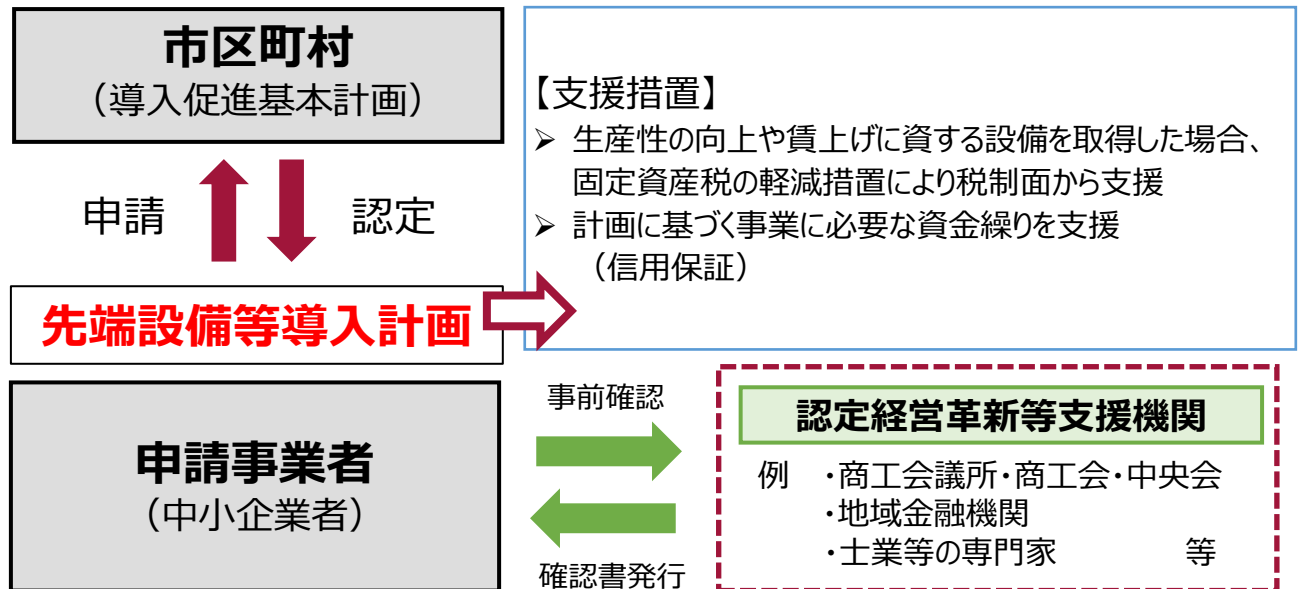 市区町村
（導入促進基本計画）
申請
認定
先端設備等導入計画
【支援措置】
➢ 生産性の向上や賃上げに資する設備を取得した場合、
固定資産税の軽減措置により税制面から支援
➢ 計画に基づく事業に必要な資金繰りを支援
（信用保証）
申請事業者
（中小企業者）
事前確認
確認書発行
認定経営革新等支援機関
例 ・商工会議所・商工会・中央会
・地域金融機関
・士業等の専門家 等